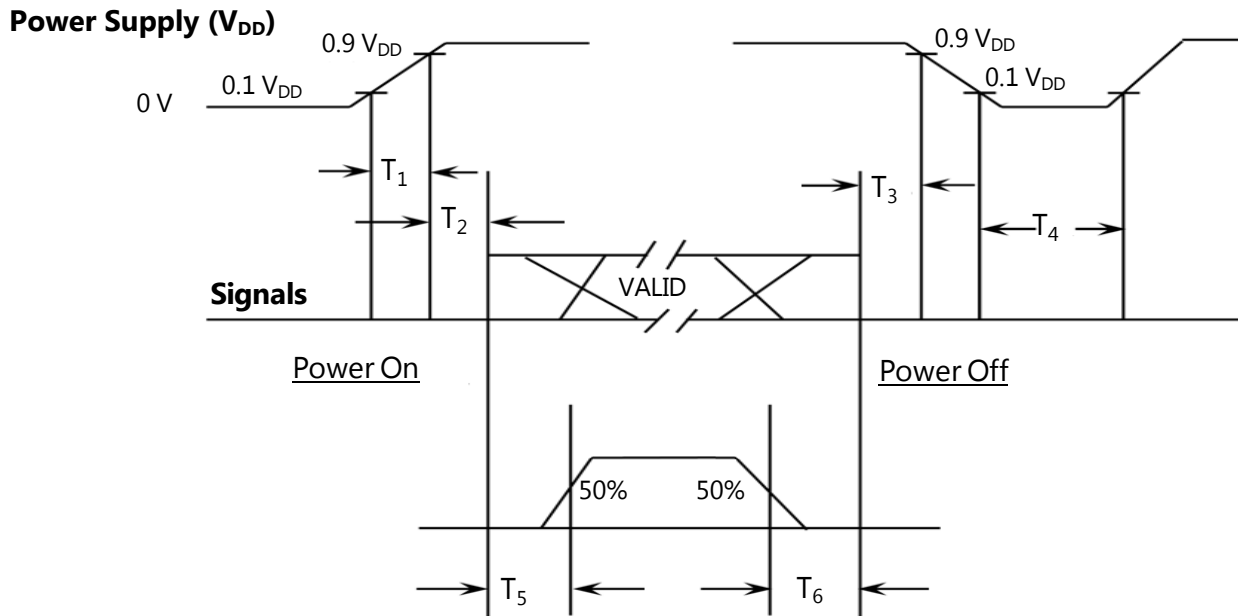 Power Supply (VDD)
0.9 VDD
0.1 VDD
0 V
0.9 VDD
0.1 VDD
T1
T2
T3
T4
Signals
VALID
Power On
Power Off
50%
50%
T5
T6